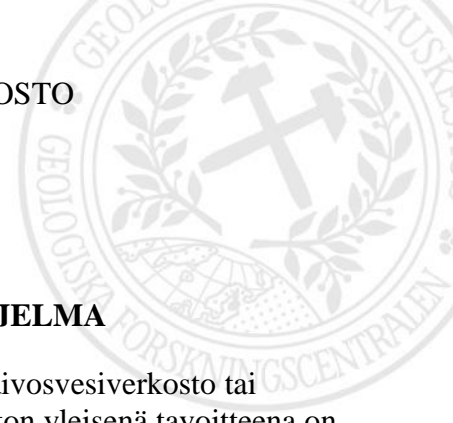 OSTO
JELMA
ivosvesiverkosto tai
ton yleisenä tavoitteena on
GEOLOGISKA FORSKNINGSCENTRALEN